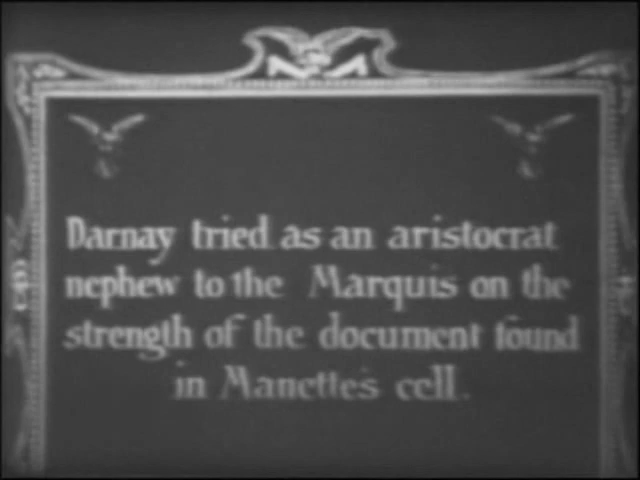 Darnay tried as an aristocrat
nephew to the Marquis on the
strength of the document found
in Manette's cell.